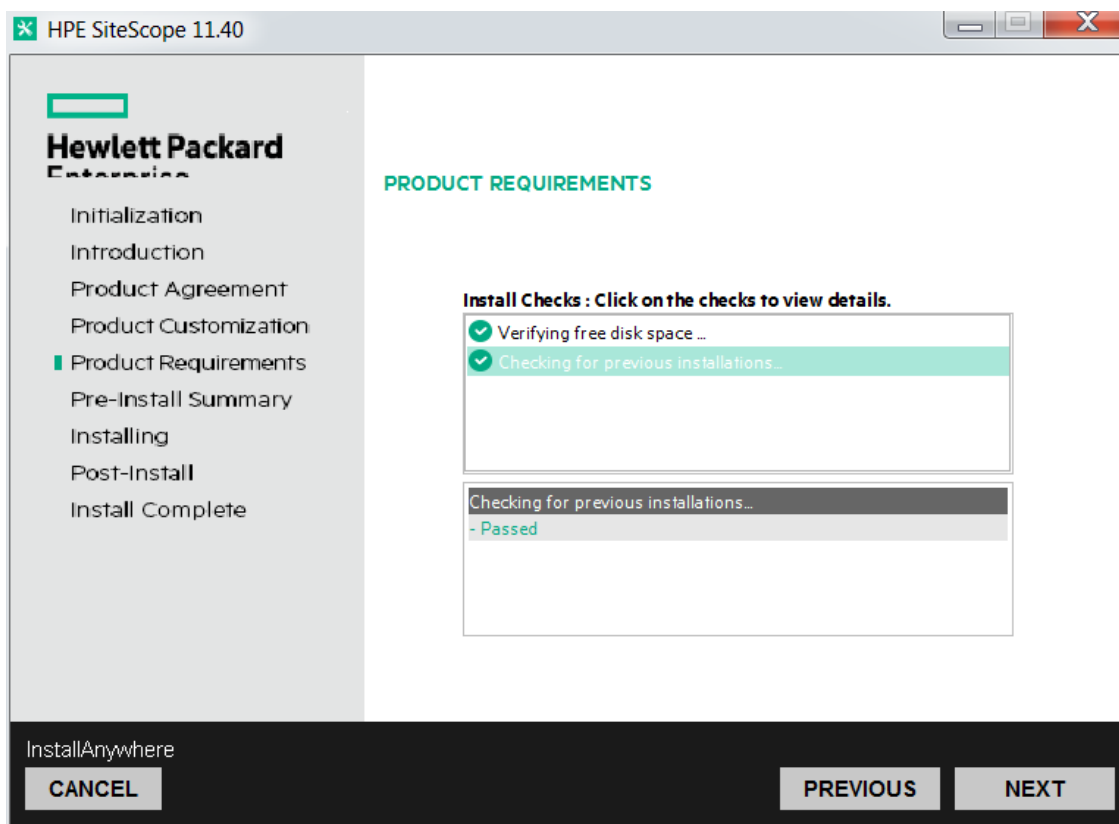 HPE SiteScope 11.40
Hewlett Packard
Enterprise
Initialization
Introduction
Product Agreement
Product Customization
Product Requirements
Pre-Install Summary
Installing
Post-Install
Install Complete
PRODUCT REQUIREMENTS
Install Checks : Click on the checks to view details.
Verifying free disk space ...
Checking for previous installations...
Checking for previous installations...
- Passed
InstallAnywhere
CANCEL
PREVIOUS
NEXT